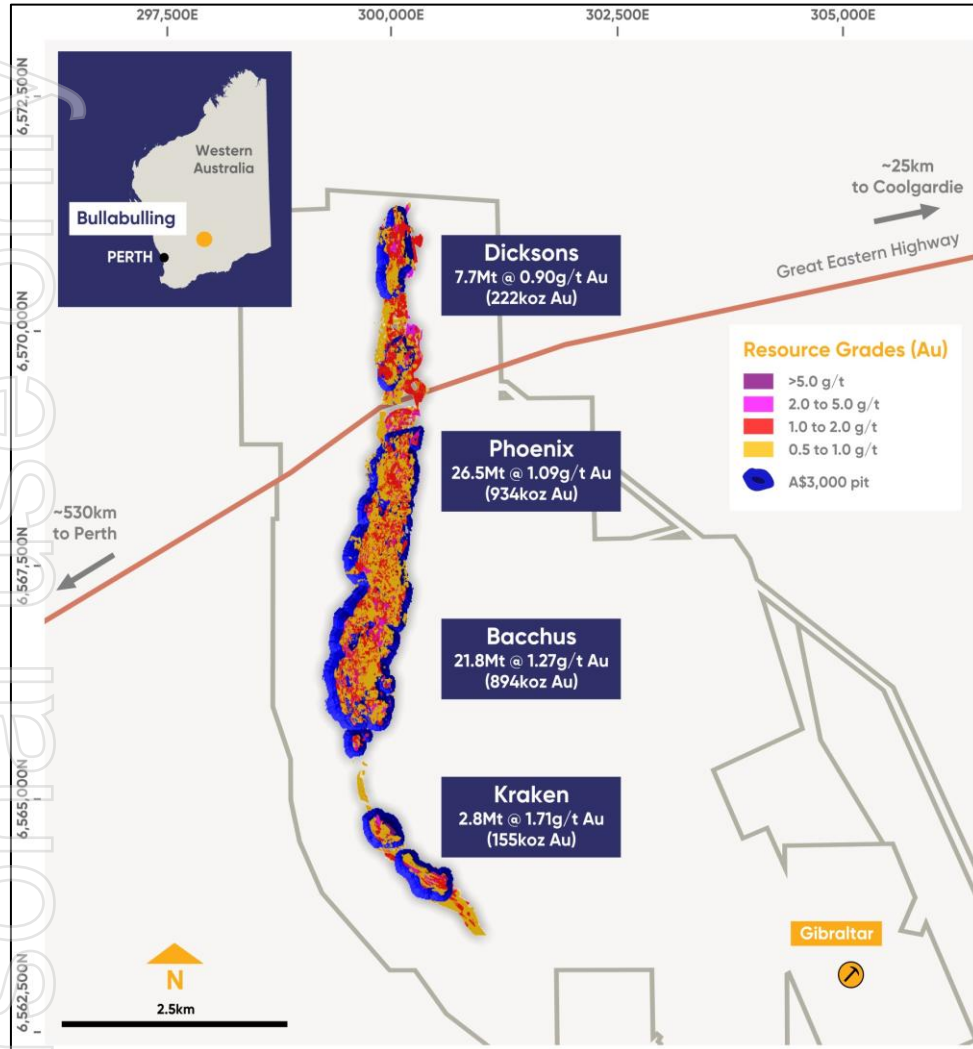 297,500E
300,000E
302,500E
305,000E
6,572,500N
6,570,000N
6,567,500N
6,565,000N
6,562,500N
Western
Australia
Bullabulling
PERTH
~25km
to Coolgardie
Great Eastern Highway
Dicksons
7.7Mt @ 0.90g/t Au
(222koz Au)
Resource Grades (Au)
>5.0 g/t
2.0 to 5.0 g/t
1.0 to 2.0 g/t
0.5 to 1.0 g/t
A$3,000 pit
Phoenix
26.5Mt @ 1.09g/t Au
(934koz Au)
~530km
to Perth
Bacchus
21.8Mt @ 1.27g/t Au
(894koz Au)
Kraken
2.8Mt @ 1.71g/t Au
(155koz Au)
Gibraltar
N
2.5km
sonal use only